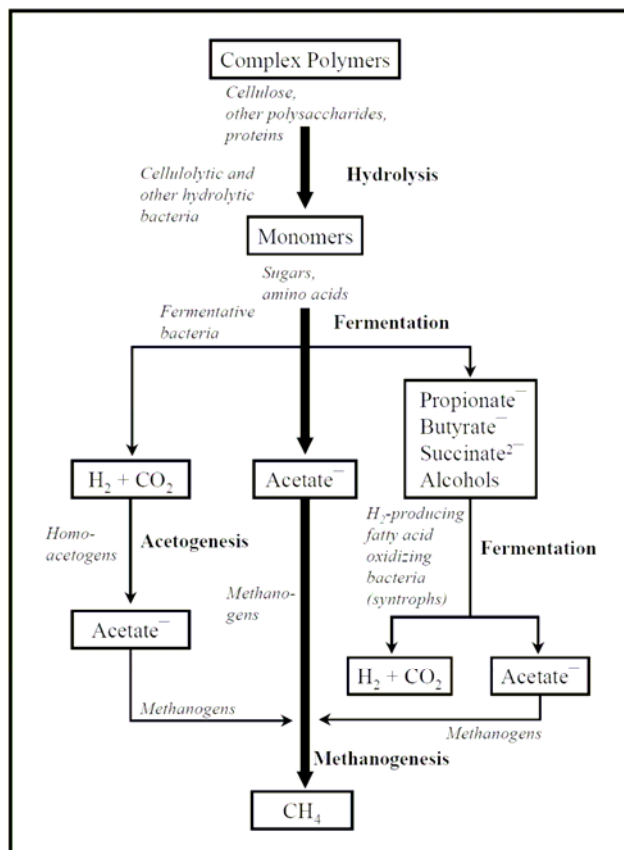 Complex Polymers
Cellulose,
other polysaccharides,
proteins
Cellulolytic and
other hydrolytic
bacteria
Hydrolysis
Monomers
Sugars,
amino acids
Fermentative
bacteria
Fermentation
Propionate⁻
Butyrate⁻
Succinate²⁻
Alcohols
H₂ + CO₂
Acetate⁻
Homo-
acetogens
Acetogenesis
Methano-
gens
H₂-producing
fatty acid
oxidizing
bacteria
(syntrophs)
Fermentation
Acetate⁻
H₂ + CO₂
Acetate⁻
Methanogens
Methanogens
Methanogenesis
CH₄